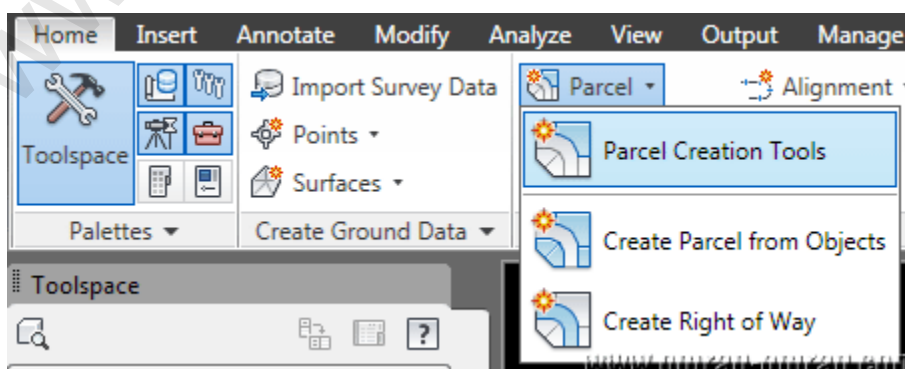 Home Insert Annotate Modify Analyze View Output Manage
Toolspace
Import Survey Data
Points
Surfaces
Palettes
Create Ground Data
Parcel
Alignment
Parcel Creation Tools
Create Parcel from Objects
Create Right of Way
Toolspace
?